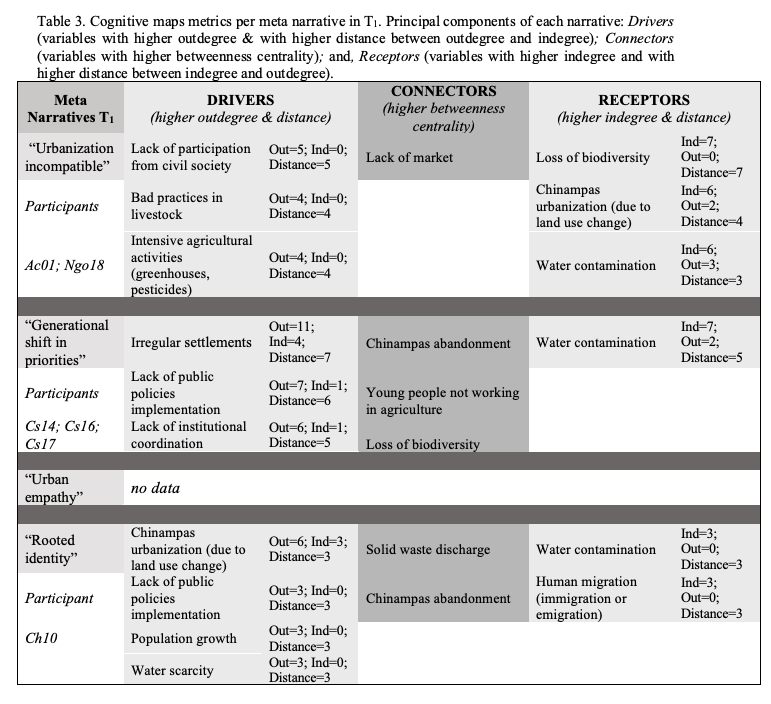 Table 3. Cognitive maps metrics per meta narrative in T1. Principal components of each narrative: Drivers
(variables with higher outdegree & with higher distance between outdegree and indegree); Connectors
(variables with higher betweenness centrality); and, Receptors (variables with higher indegree and with
higher distance between indegree and outdegree).
Meta
Narratives T1
DRIVERS
(higher outdegree & distance)
CONNECTORS
(higher betweenness
centrality)
RECEPTORS
(higher indegree & distance)
“Urbanization
incompatible”
Lack of participation
from civil society
Out=5; Ind=0;
Distance=5
Lack of market
Loss of biodiversity
Ind=7;
Out=0;
Distance=7
Participants
Bad practices in
livestock
Out=4; Ind=0;
Distance=4
Chinampas
urbanization (due to
land use change)
Ind=6;
Out=2;
Distance=4
Ac01; Ngo18
Intensive agricultural
activities
(greenhouses,
pesticides)
Out=4; Ind=0;
Distance=4
Water contamination
Ind=6;
Out=3;
Distance=3
“Generational
shift in
priorities”
Irregular settlements
Out=11;
Ind=4;
Distance=7
Chinampas abandonment
Water contamination
Ind=7;
Out=2;
Distance=5
Participants
Lack of public
policies
implementation
Out=7; Ind=1;
Distance=6
Young people not working
in agriculture
Cs14; Cs16;
Cs17
Lack of institutional
coordination
Out=6; Ind=1;
Distance=5
Loss of biodiversity
“Urban
empathy”
no data
“Rooted
identity”
Chinampas
urbanization (due to
land use change)
Out=6; Ind=3;
Distance=3
Solid waste discharge
Water contamination
Ind=3;
Out=0;
Distance=3
Participant
Lack of public
policies
implementation
Out=3; Ind=0;
Distance=3
Chinampas abandonment
Human migration
(immigration or
emigration)
Ind=3;
Out=0;
Distance=3
Ch10
Population growth
Out=3; Ind=0;
Distance=3
Water scarcity
Out=3; Ind=0;
Distance=3